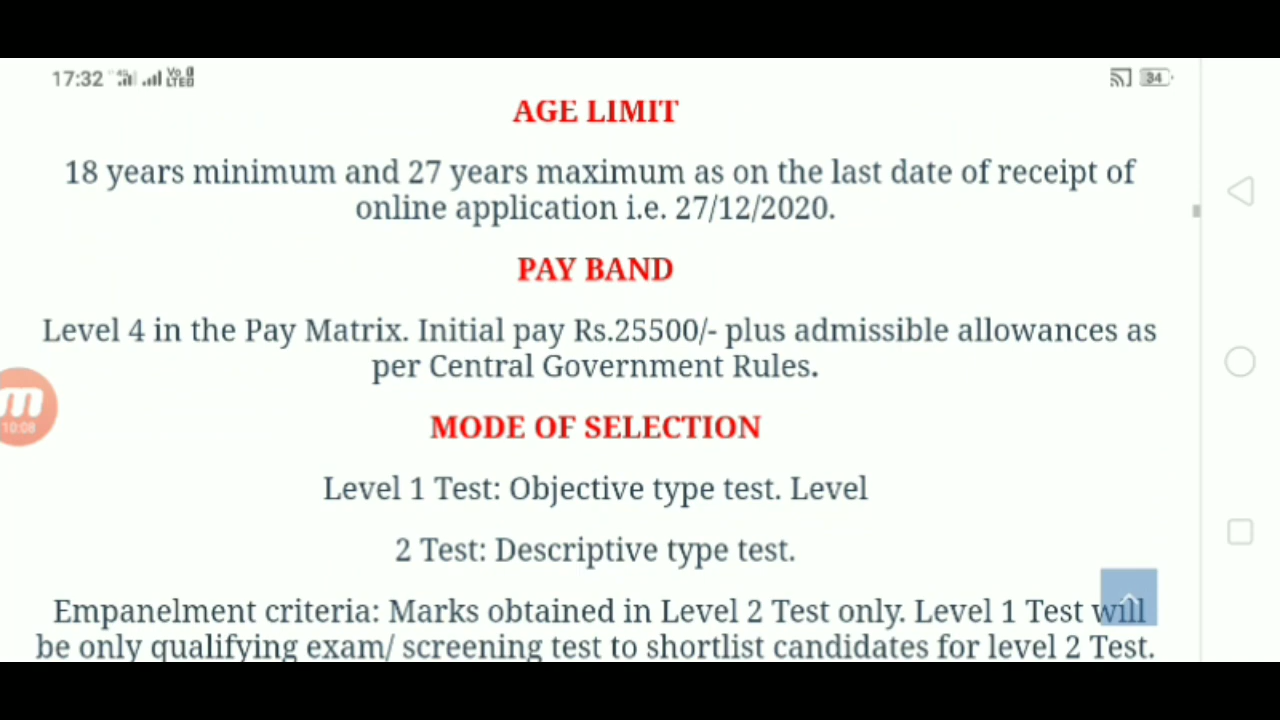 17:32
34
AGE LIMIT
18 years minimum and 27 years maximum as on the last date of receipt of
online application i.e. 27/12/2020.
PAY BAND
Level 4 in the Pay Matrix. Initial pay Rs.25500/- plus admissible allowances as
per Central Government Rules.
MODE OF SELECTION
10:08
Level 1 Test: Objective type test. Level
2 Test: Descriptive type test.
Empanelment criteria: Marks obtained in Level 2 Test only. Level 1 Test will
be only qualifying exam/ screening test to shortlist candidates for level 2 Test.